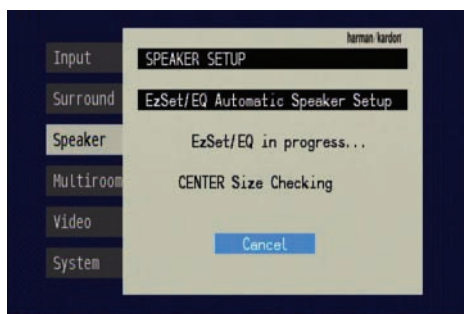 harman/kardon
Input
Surround
Speaker
Multiroom
Video
System
SPEAKER SETUP
EzSet/EQ Automatic Speaker Setup
EzSet/EQ in progress...
CENTER Size Checking
Cancel